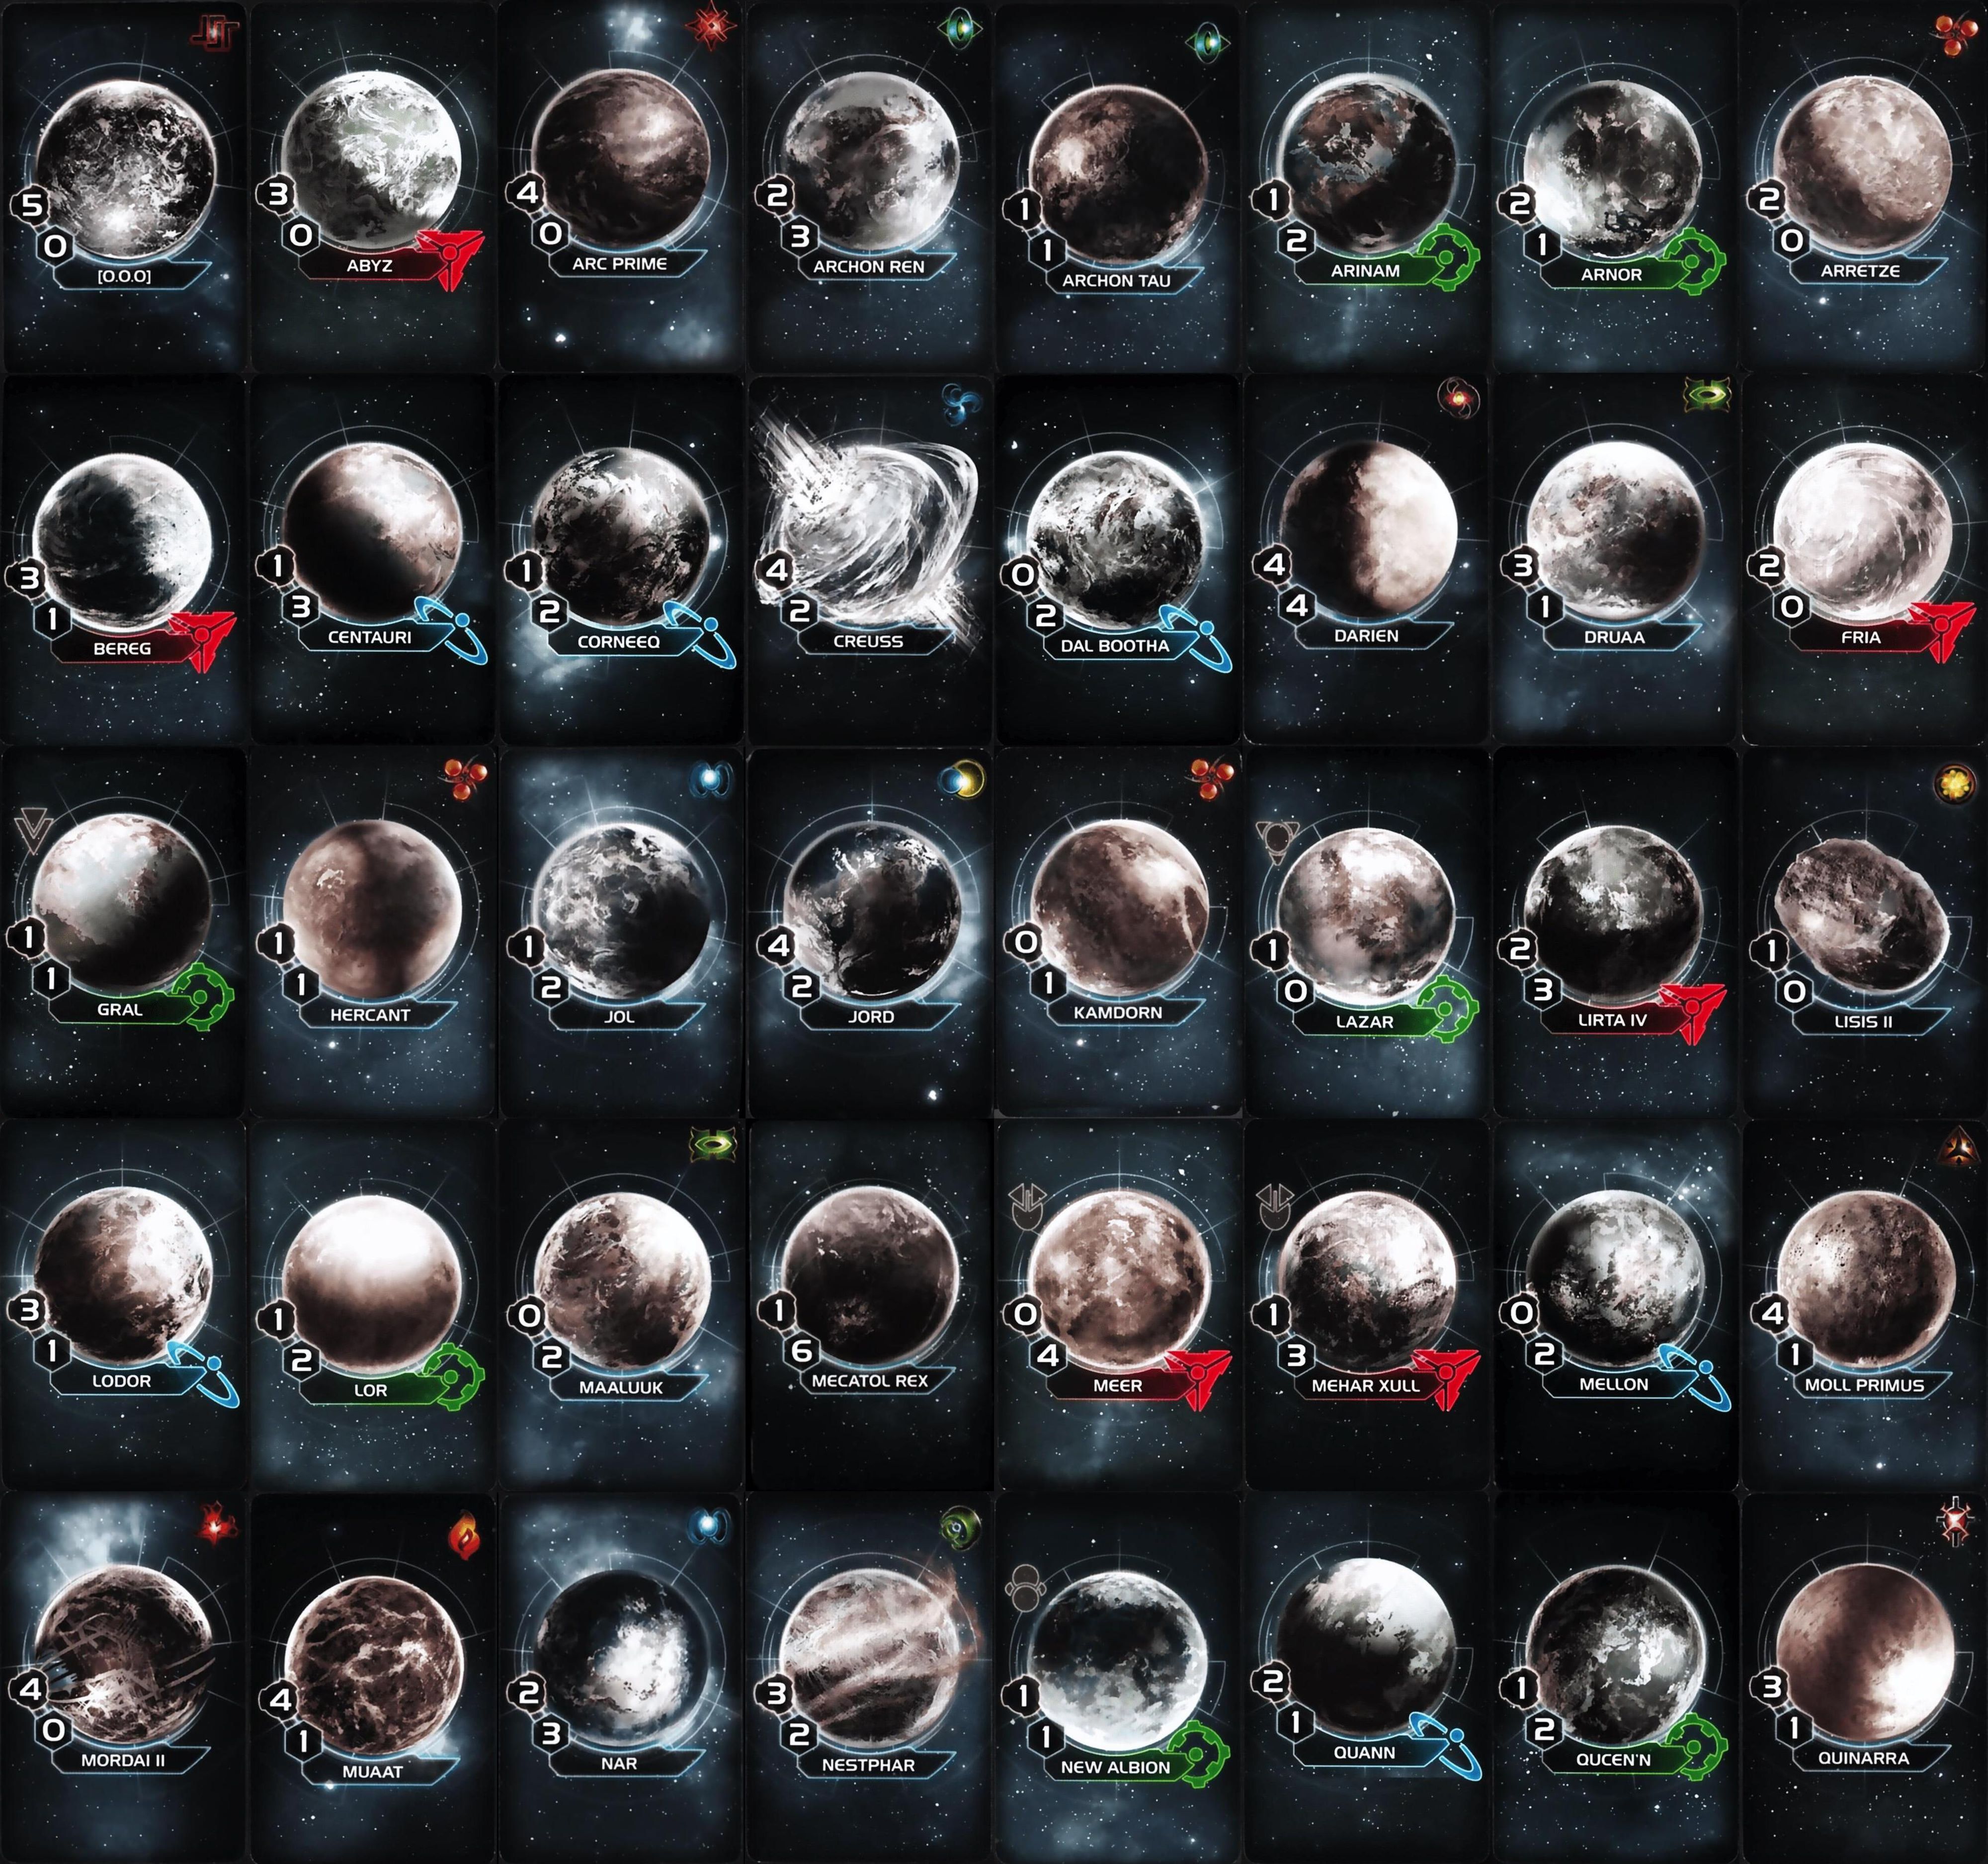 5
0
[0.0.0]
3
0
ABYZ
4
0
ARC PRIME
2
3
ARCHON REN
1
1
ARCHON TAU
1
2
ARINAM
2
1
ARNOR
2
0
ARRETZE
3
1
BEREG
1
3
CENTAURI
1
2
CORNEEQ
4
2
CREUSS
0
2
DAL BOOTHA
4
4
DARIEN
3
1
DRUAA
2
0
FRIA
1
1
GRAL
1
1
HERCANT
1
2
JOL
4
2
JORD
0
1
KAMDORN
1
0
LAZAR
2
3
LIRTA IV
1
0
LISIS II
3
1
LODOR
1
2
LOR
0
2
MAALUUK
1
6
MECATOL REX
0
4
MEER
1
3
MEHAR XULL
0
2
MELLON
4
1
MOLL PRIMUS
4
0
MORDAI II
4
1
MUAAT
2
3
NAR
3
2
NESTPHAR
1
1
NEW ALBION
2
1
QUANN
1
2
QUCEN'N
3
1
QUINARRA